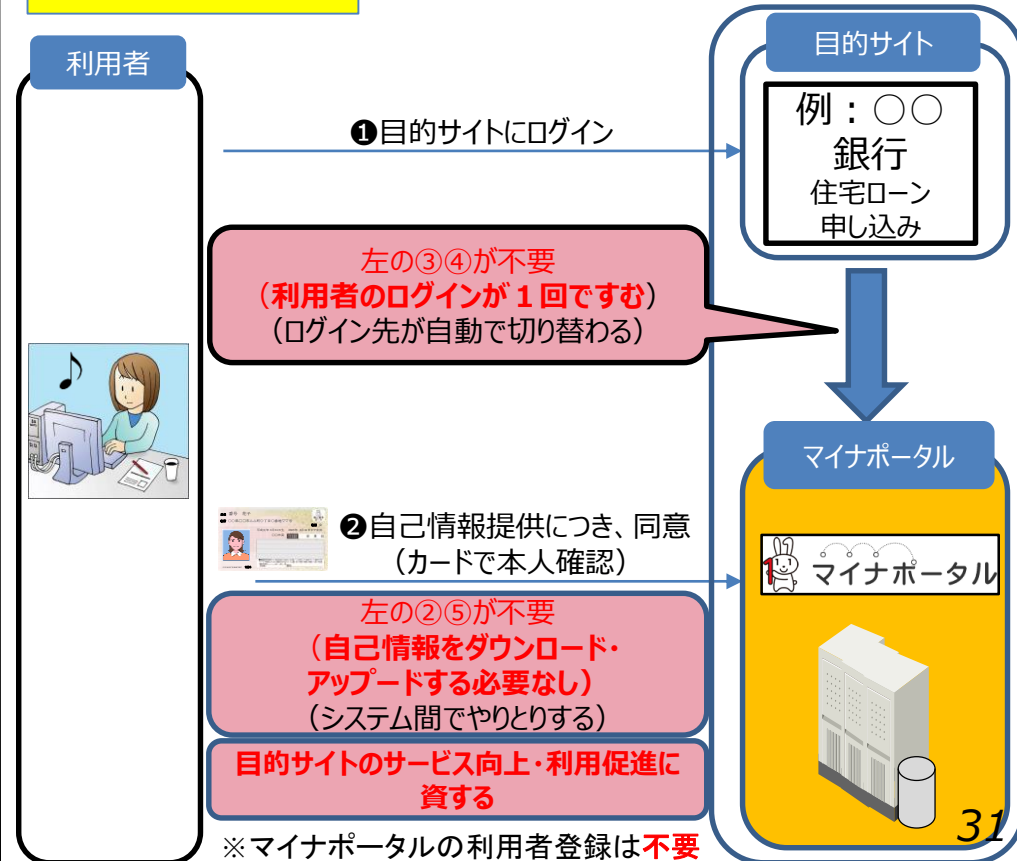 利用者
目的サイト
例：○○
銀行
住宅ローン
申し込み
❶目的サイトにログイン
左の③④が不要
（利用者のログインが１回ですむ）
（ログイン先が自動で切り替わる）
マイナポータル
❷自己情報提供につき、同意
（カードで本人確認）
マイナポータル
左の②⑤が不要
（自己情報をダウンロード・
アップードする必要なし）
（システム間でやりとりする）
目的サイトのサービス向上・利用促進に
資する
※マイナポータルの利用者登録は不要
31